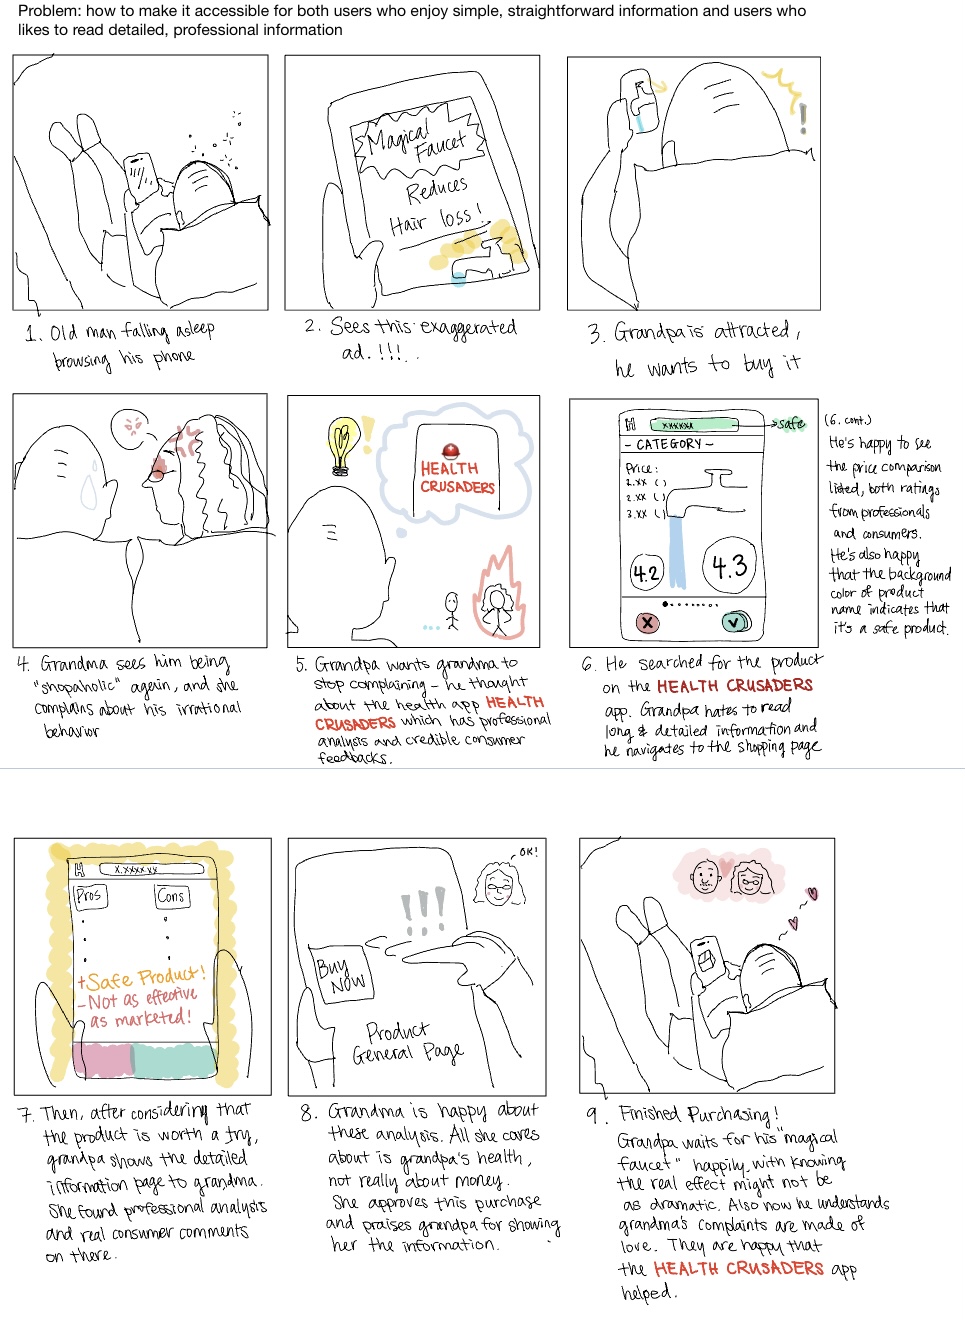 Problem: how to make it accessible for both users who enjoy simple, straightforward information and users who
likes to read detailed, professional information
Magical
Faucet
Reduces
Hair loss!
!
1. Old man falling asleep
browsing his phone
2. Sees this exaggerated
ad.!!!..
3. Grandpa is attracted,
he wants to buy it
!
HEALTH
CRUSADERS
H
xxxxxx
safe
- CATEGORY -
Price:
1.xx ( )
2.xx ( )
3.xx ( )
4.2
4.3
X
(6. cont.)
He's happy to see
the price comparison
listed, both ratings
from professionals
and consumers.
He's also happy
that the background
color of product
name indicates that
it's a safe product.
4. Grandma sees him being
"shopaholic" again, and she
complains about his irrational
behavior
5. Grandpa wants grandma to
stop complaining - he thought
about the health app HEALTH
CRUSADERS which has professional
analysis and credible consumer
feedbacks.
6. He searched for the product
on the HEALTH CRUSADERS
app. Grandpa hates to read
long & detailed information and
he navigates to the shopping page
H
x.xxxxxx
Pros
Cons
+Safe Product!
-Not as effective
as marketed!
OK!
!!!
Buy
Now
Product
General Page
7. Then, after considering that
the product is worth a try,
grandpa shows the detailed
information page to grandma.
She found professional analysis
and real consumer comments
on there.
8. Grandma is happy about
these analysis. All she cares
about is grandpa's health,
not really about money.
She approves this purchase
and praises grandpa for showing
her the information.
9. Finished Purchasing!
Grandpa waits for his "magical
faucet" happily with knowing
the real effect might not be
as dramatic. Also now he understands
grandma's complaints are made of
love. They are happy that
the HEALTH CRUSADERS app
helped.